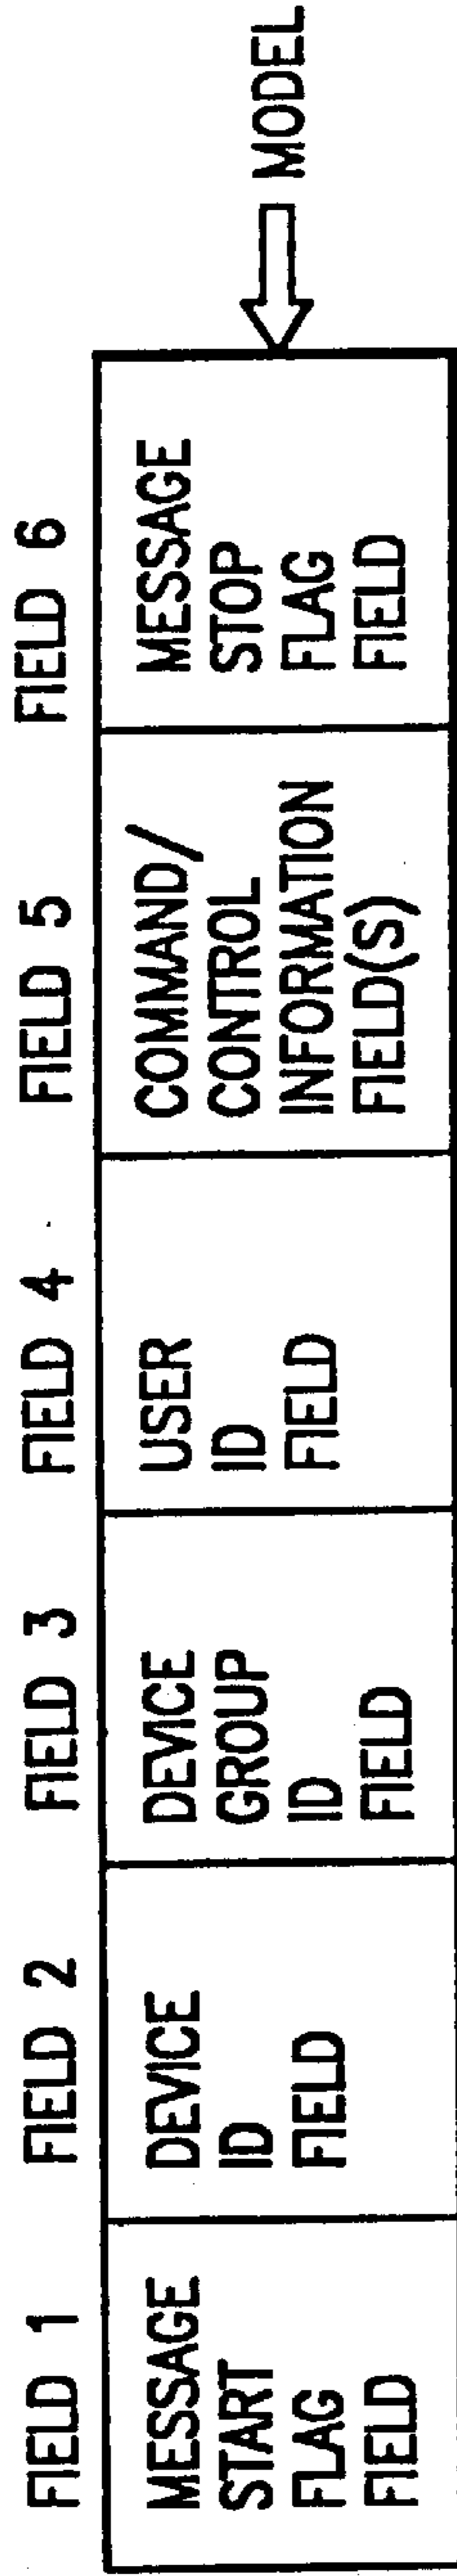 FIELD 1
FIELD 2
FIELD 3
FIELD 4
FIELD 5
FIELD 6
MESSAGE
START
FLAG
FIELD
DEVICE
ID
FIELD
DEVICE
GROUP
ID
FIELD
USER
ID
FIELD
COMMAND/
CONTROL
INFORMATION
FIELD(S)
MESSAGE
STOP
FLAG
FIELD
MODEL